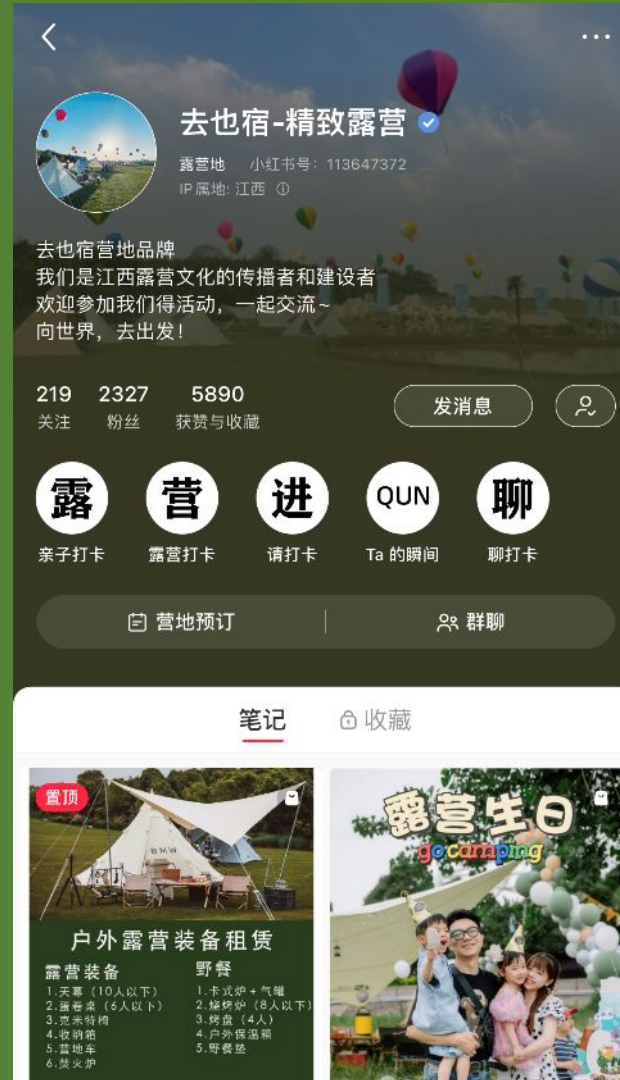 去也宿-精致露营
露营地 小红书号：113647372
IP属地: 江西
去也宿营地品牌
我们是江西露营文化的传播者和建设者
欢迎参加我们得活动，一起交流~
向世界，去出发！
219 2327 5890
关注 粉丝 获赞与收藏
发消息
露 营 进 QUN 聊
亲子打卡 露营打卡 请打卡 Ta 的瞬间 聊打卡
营地预订 群聊
笔记 收藏
置顶
BMW
户外露营装备租赁
露营装备
1.天幕（10人以下）
2.蛋卷桌（6人以下）
3.克米特椅
4.收纳箱
5.营地车
6.焚火炉
野餐
1.卡式炉+气罐
2.烧烤炉（8人以下）
3.烤盘（4人）
4.户外保温箱
5.野餐垫
露营生日
go camping